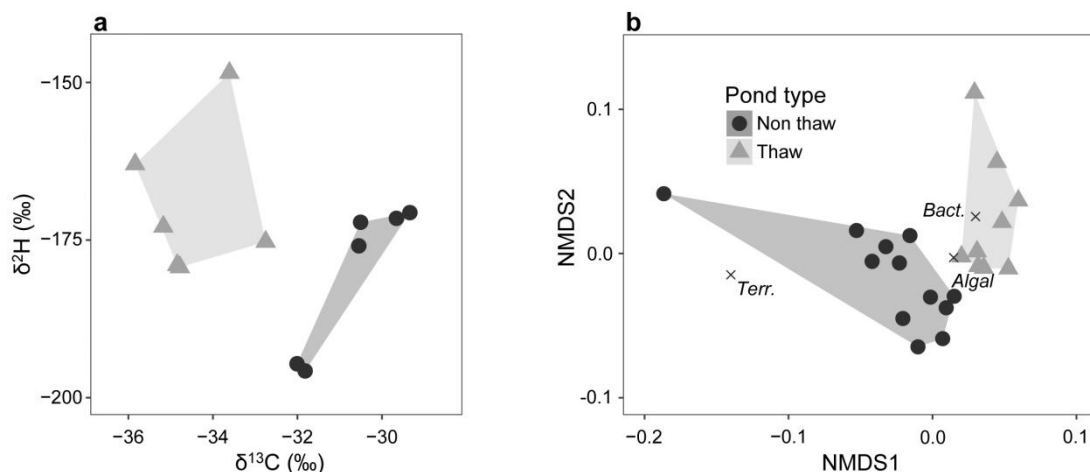 a
δ²H (‰)
−150
−175
−200
−36
−34
−32
−30
δ¹³C (‰)
b
NMDS2
0.1
0.0
−0.1
Pond type
Non thaw
Thaw
Bact.
Algal
Terr.
−0.2
−0.1
0.0
0.1
NMDS1